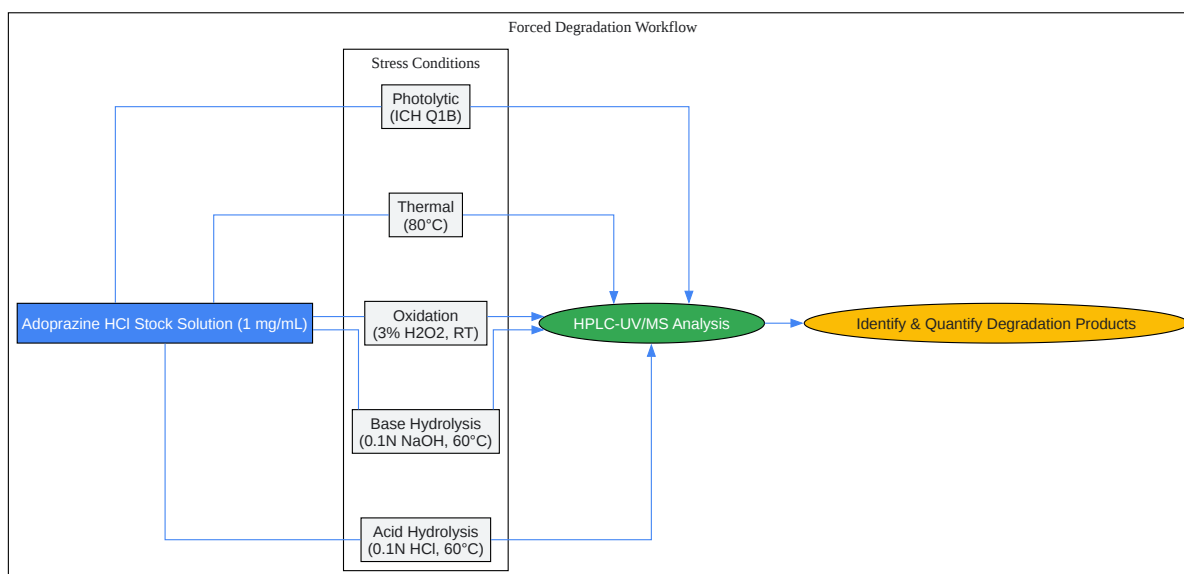 Forced Degradation Workflow
Stress Conditions
Photolytic
(ICH Q1B)
Thermal
(80°C)
Adoprazine HCl Stock Solution (1 mg/mL)
Oxidation
(3% H2O2, RT)
HPLC-UV/MS Analysis
Identify & Quantify Degradation Products
Base Hydrolysis
(0.1N NaOH, 60°C)
Acid Hydrolysis
(0.1N HCl, 60°C)